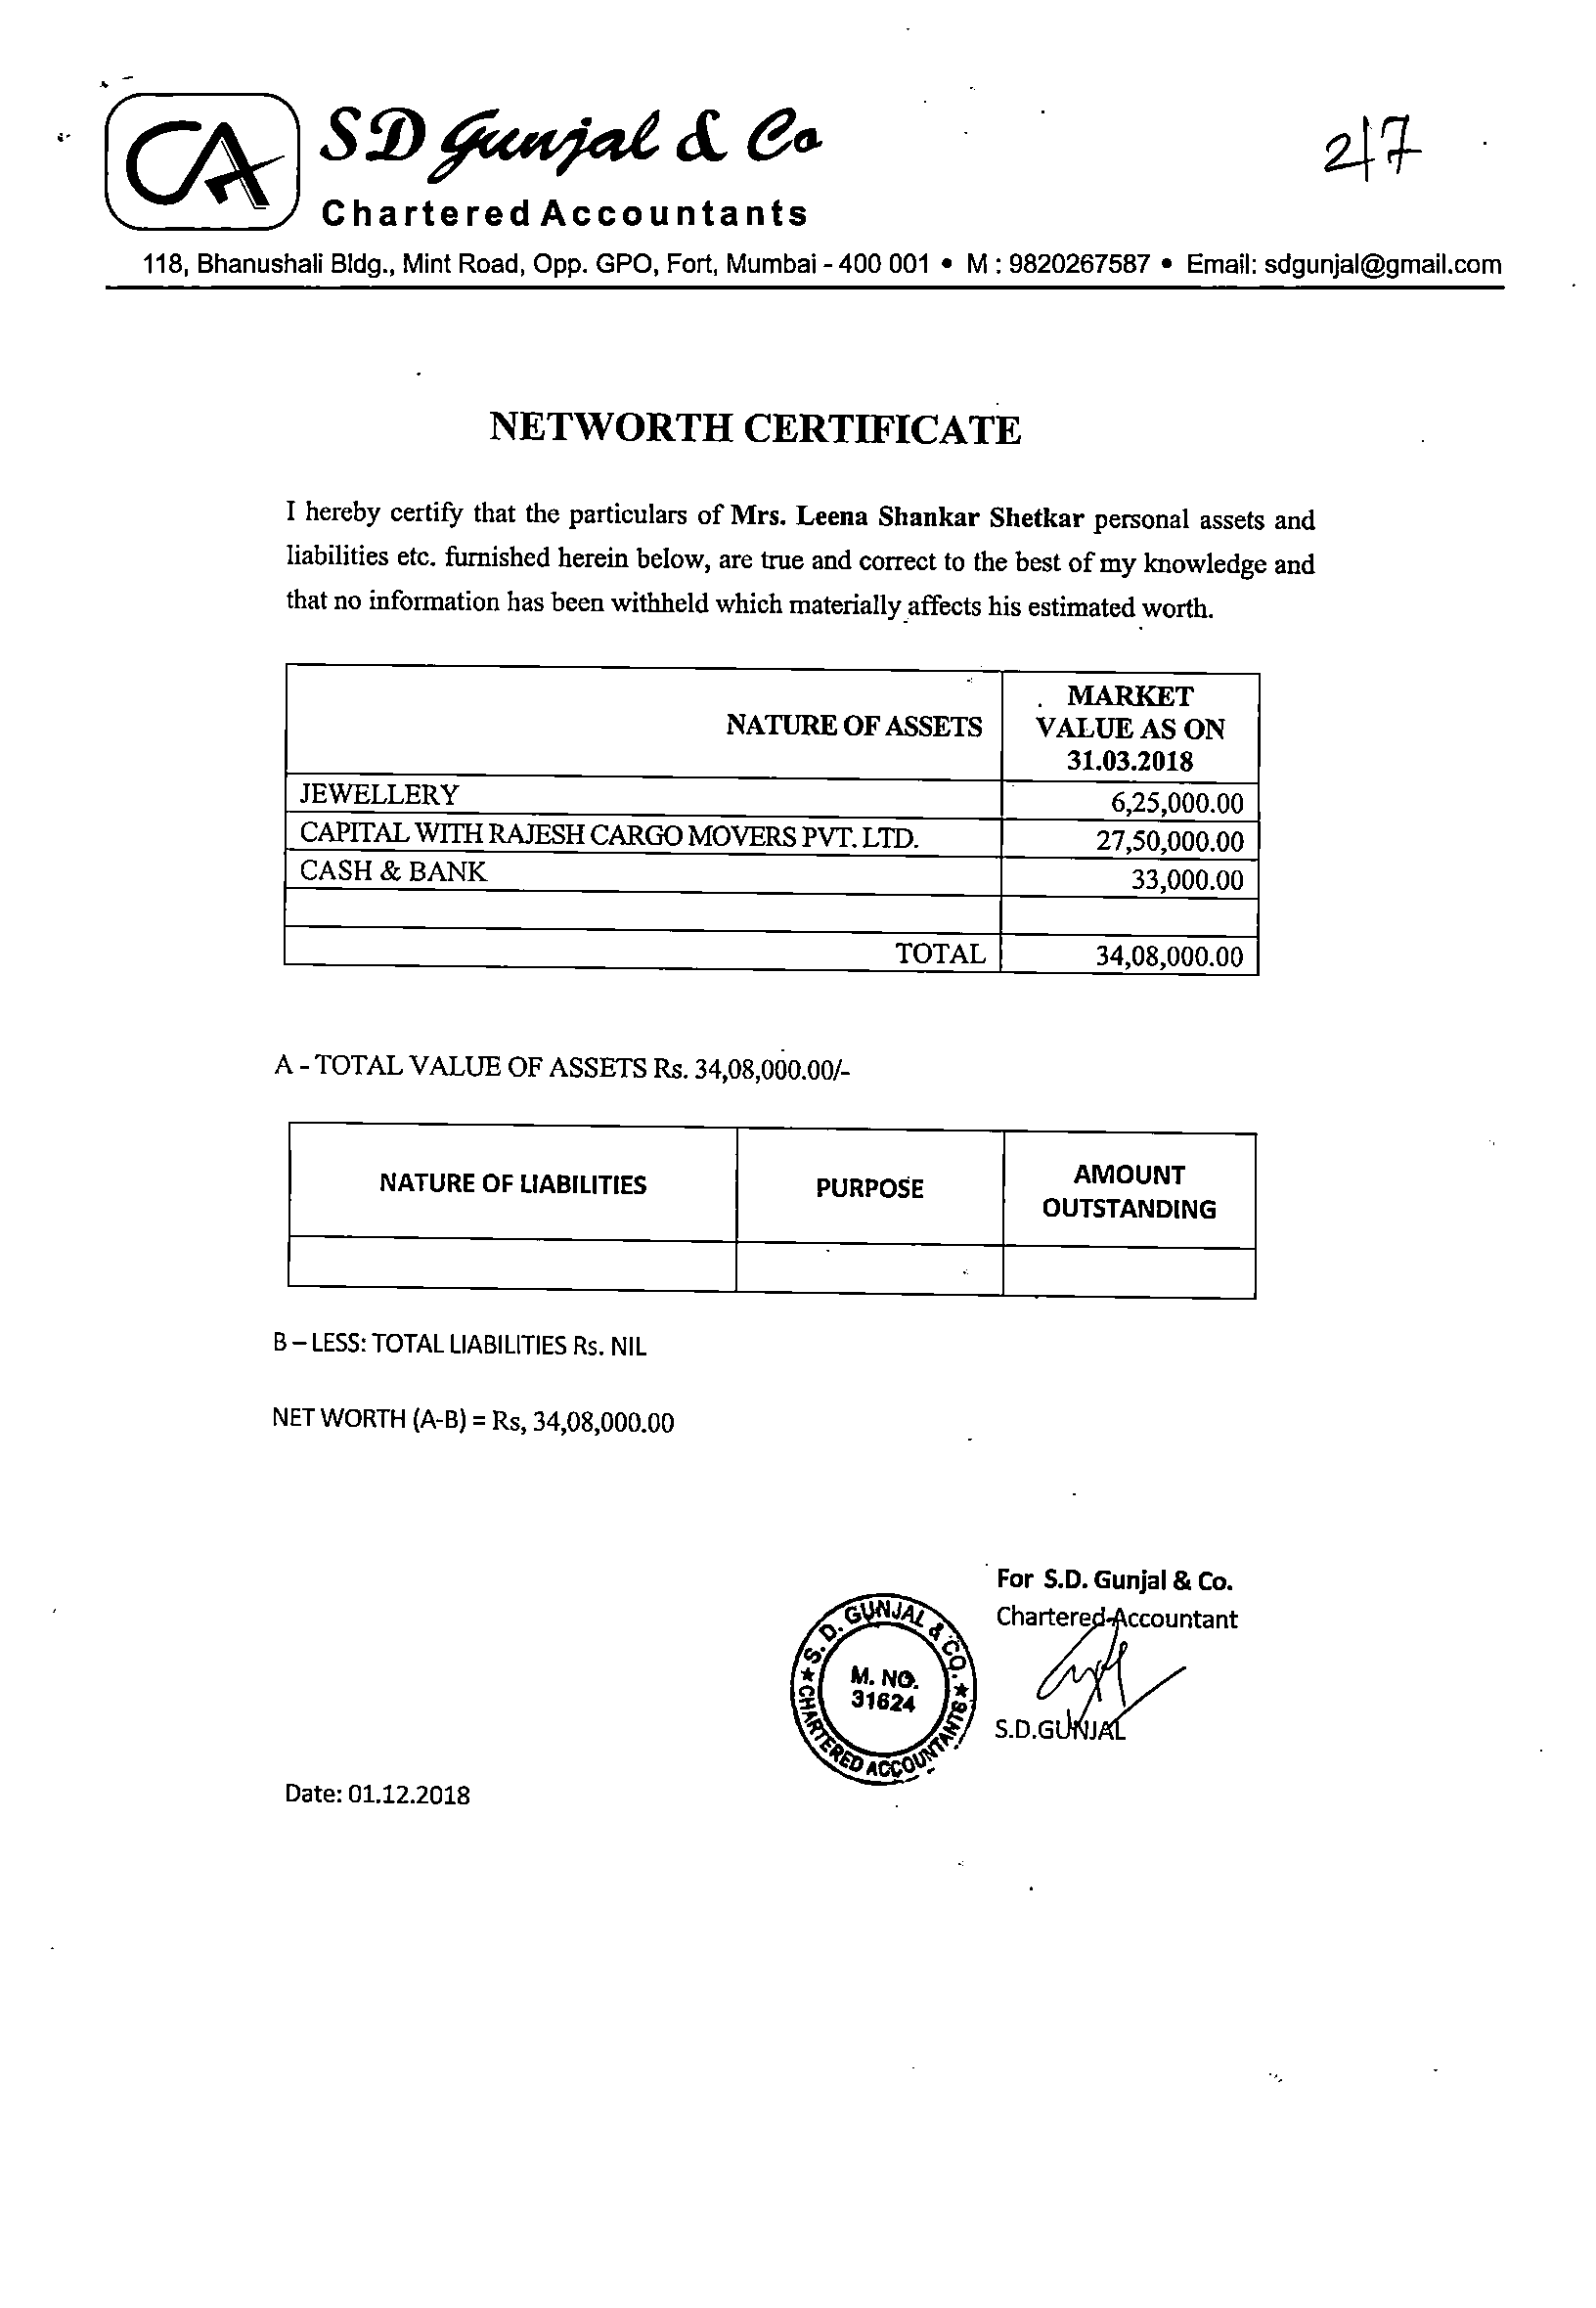 CA
SD Gunjal & Co
2/7
Chartered Accountants
118, Bhanushali Bldg., Mint Road, Opp. GPO, Fort, Mumbai - 400 001 • M : 9820267587 • Email: sdgunjal@gmail.com
NETWORTH CERTIFICATE
I hereby certify that the particulars of Mrs. Leena Shankar Shetkar personal assets and
liabilities etc. furnished herein below, are true and correct to the best of my knowledge and
that no information has been withheld which materially affects his estimated worth.
NATURE OF ASSETS
MARKET
VALUE AS ON
31.03.2018
JEWELLERY 6,25,000.00
CAPITAL WITH RAJESH CARGO MOVERS PVT. LTD. 27,50,000.00
CASH & BANK 33,000.00
TOTAL 34,08,000.00
A - TOTAL VALUE OF ASSETS Rs. 34,08,000.00/-
NATURE OF LIABILITIES
PURPOSE
AMOUNT
OUTSTANDING
B – LESS: TOTAL LIABILITIES Rs. NIL
NET WORTH (A-B) = Rs, 34,08,000.00
For S.D. Gunjal & Co.
Chartered Accountant
S. D. GUNJAL & CO.
M. NO.
31624
CHARTERED ACCOUNTANTS
S.D.GUNJAL
Date: 01.12.2018